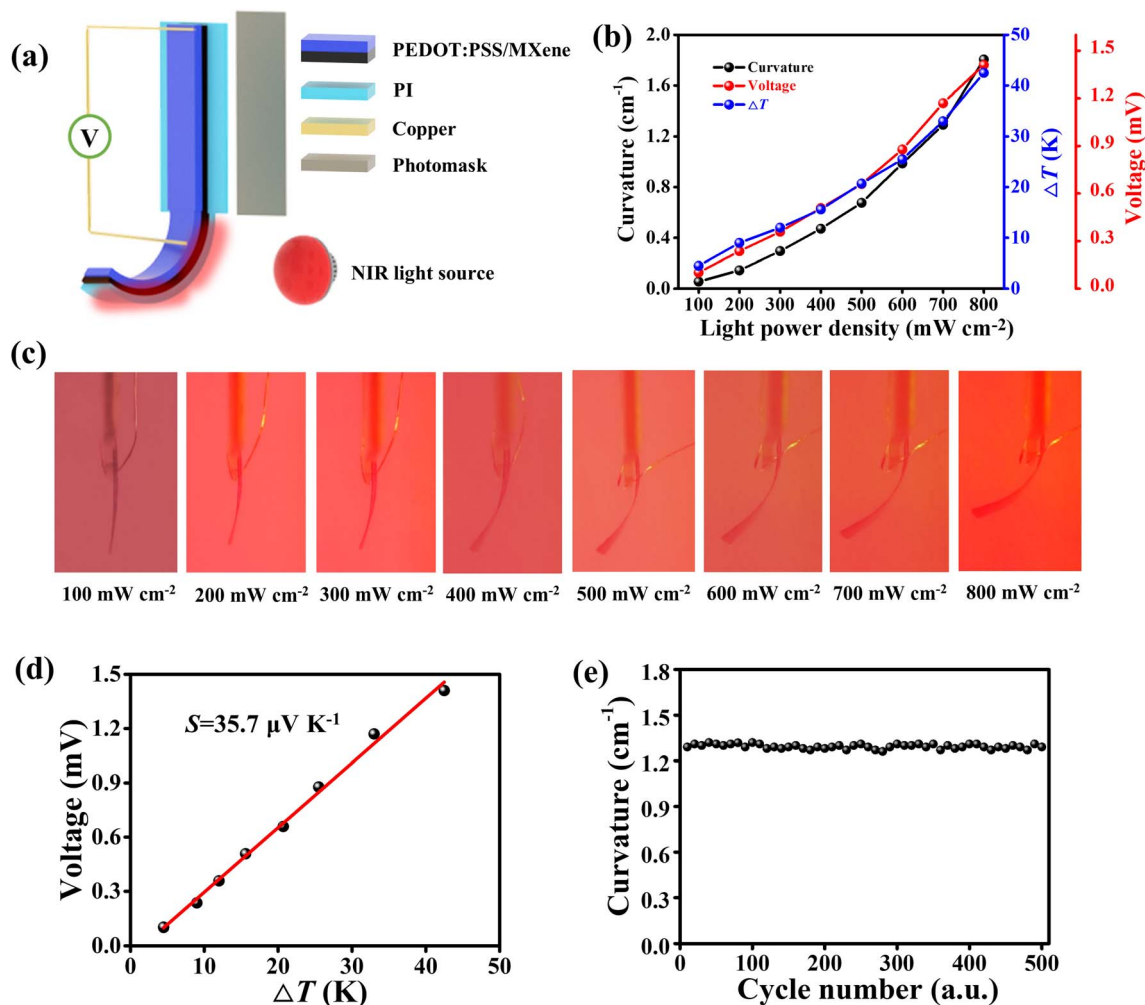 (a)
V
PEDOT:PSS/MXene
PI
Copper
Photomask
NIR light source
(b)
Curvature
Voltage
△T
Curvature (cm⁻¹)
2.0
1.6
1.2
0.8
0.4
0.0
50
40
30
20
10
0
△T (K)
1.5
1.2
0.9
0.6
0.3
0.0
Voltage (mV)
100 200 300 400 500 600 700 800
Light power density (mW cm⁻²)
(c)
100 mW cm⁻² 200 mW cm⁻² 300 mW cm⁻² 400 mW cm⁻² 500 mW cm⁻² 600 mW cm⁻² 700 mW cm⁻² 800 mW cm⁻²
(d)
S=35.7 μV K⁻¹
Voltage (mV)
1.5
1.2
0.9
0.6
0.3
0.0
0 10 20 30 40 50
△T (K)
(e)
Curvature (cm⁻¹)
1.8
1.5
1.2
0.9
0.6
0.3
0.0
0 100 200 300 400 500
Cycle number (a.u.)